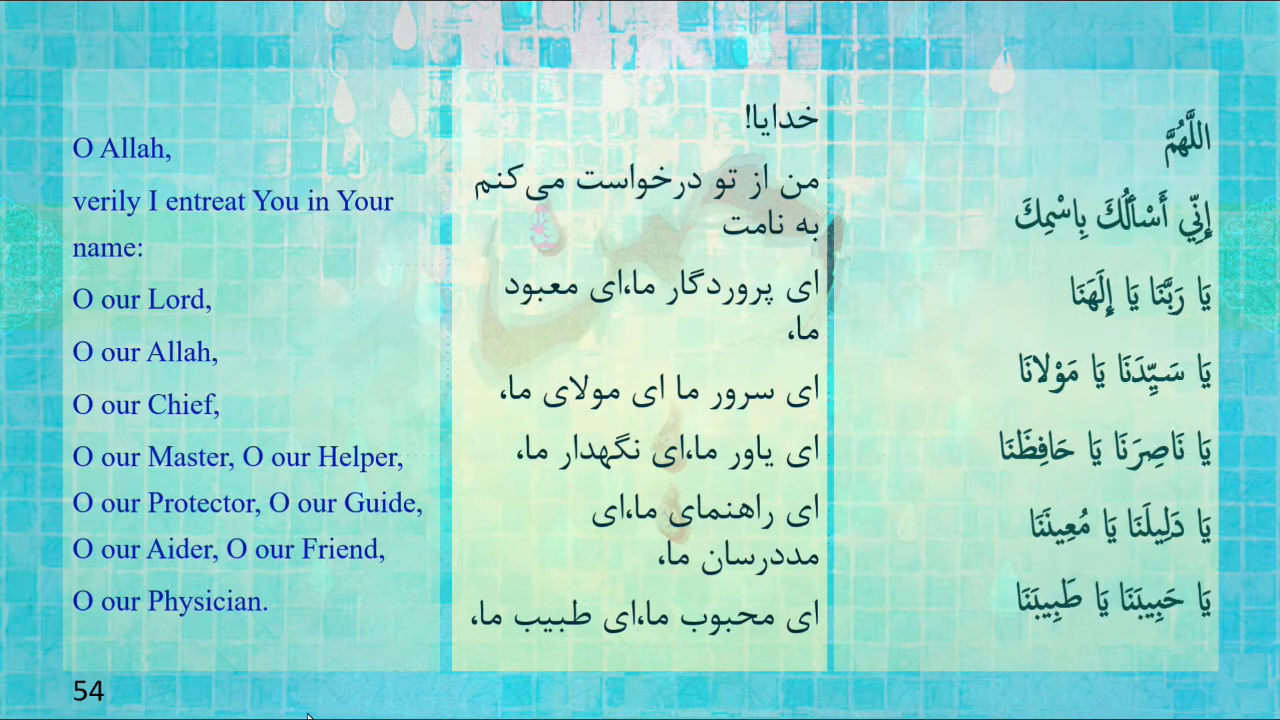 O Allah,
verily I entreat You in Your
name:
O our Lord,
O our Allah,
O our Chief,
O our Master, O our Helper,
O our Protector, O our Guide,
O our Aider, O our Friend,
O our Physician.
خدایا!
من از تو درخواست می‌کنم
به نامت
ای پروردگار ما،ای معبود
ما،
ای سرور ما ای مولای ما،
ای یاور ما،ای نگهدار ما،
ای راهنمای ما،ای
مددرسان ما،
ای محبوب ما،ای طبیب ما،
اللَّهُمَّ
إِنِّي أَسْأَلُكَ بِاسْمِكَ
يَا رَبَّنَا يَا إِلَهَنَا
يَا سَيِّدَنَا يَا مَوْلانَا
يَا نَاصِرَنَا يَا حَافِظَنَا
يَا دَلِيلَنَا يَا مُعِينَنَا
يَا حَبِيبَنَا يَا طَبِيبَنَا
54